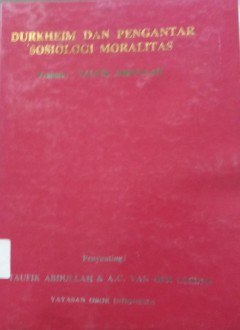 DURKHEIM DAN PENGANTAR
SOSIOLOGI MORALITAS
Penyunting:
TAUFIK ABDULLAH & A.C. VAN DER LEEDEN
YAYASAN OBOR INDONESIA